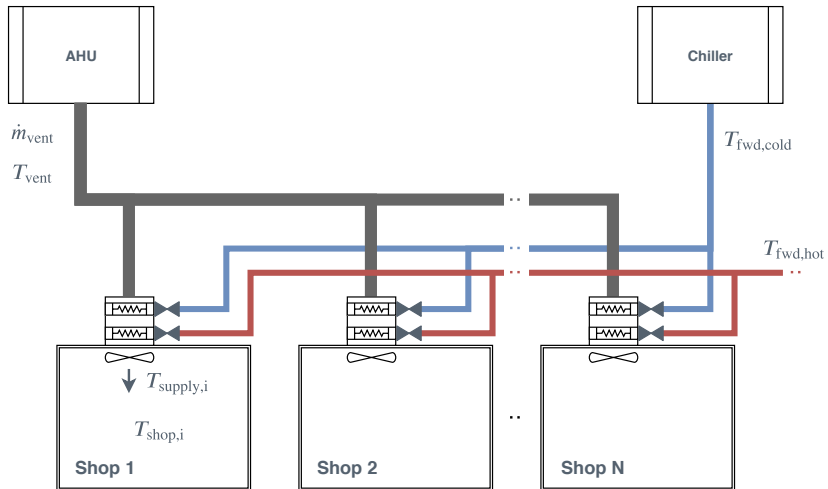 AHU
Chiller
ṁvent
Tvent
Tfwd,cold
..
..
Tfwd,hot
..
..
Tsupply,i
Tshop,i
..
Shop 1
Shop 2
Shop N